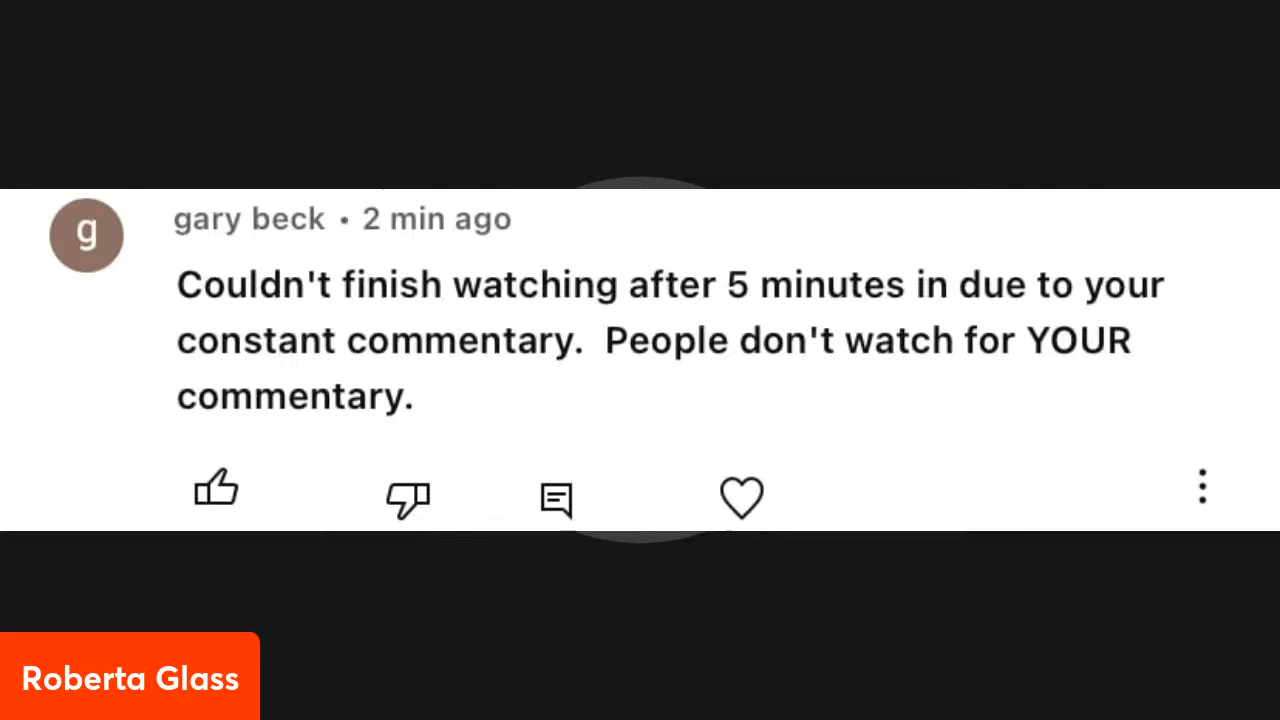 g
gary beck • 2 min ago
Couldn't finish watching after 5 minutes in due to your
constant commentary.  People don't watch for YOUR
commentary.
Roberta Glass